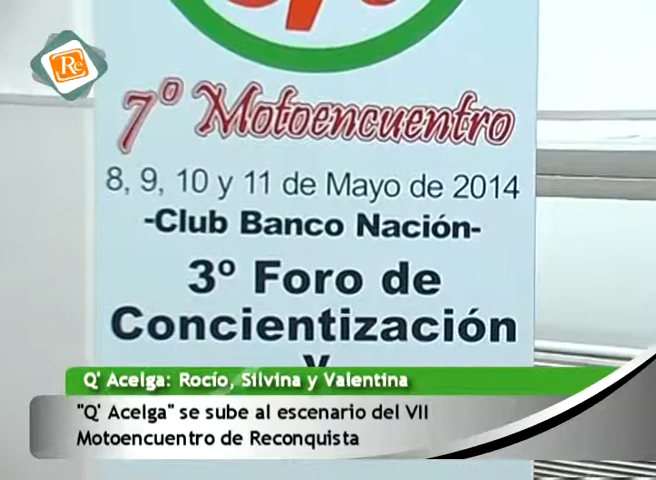 Re
7º Motoencuentro
8, 9, 10 y 11 de Mayo de 2014
-Club Banco Nación-
3º Foro de
Concientización
y
Q' Acelga: Rocío, Silvina y Valentina
"Q' Acelga" se sube al escenario del VII
Motoencuentro de Reconquista